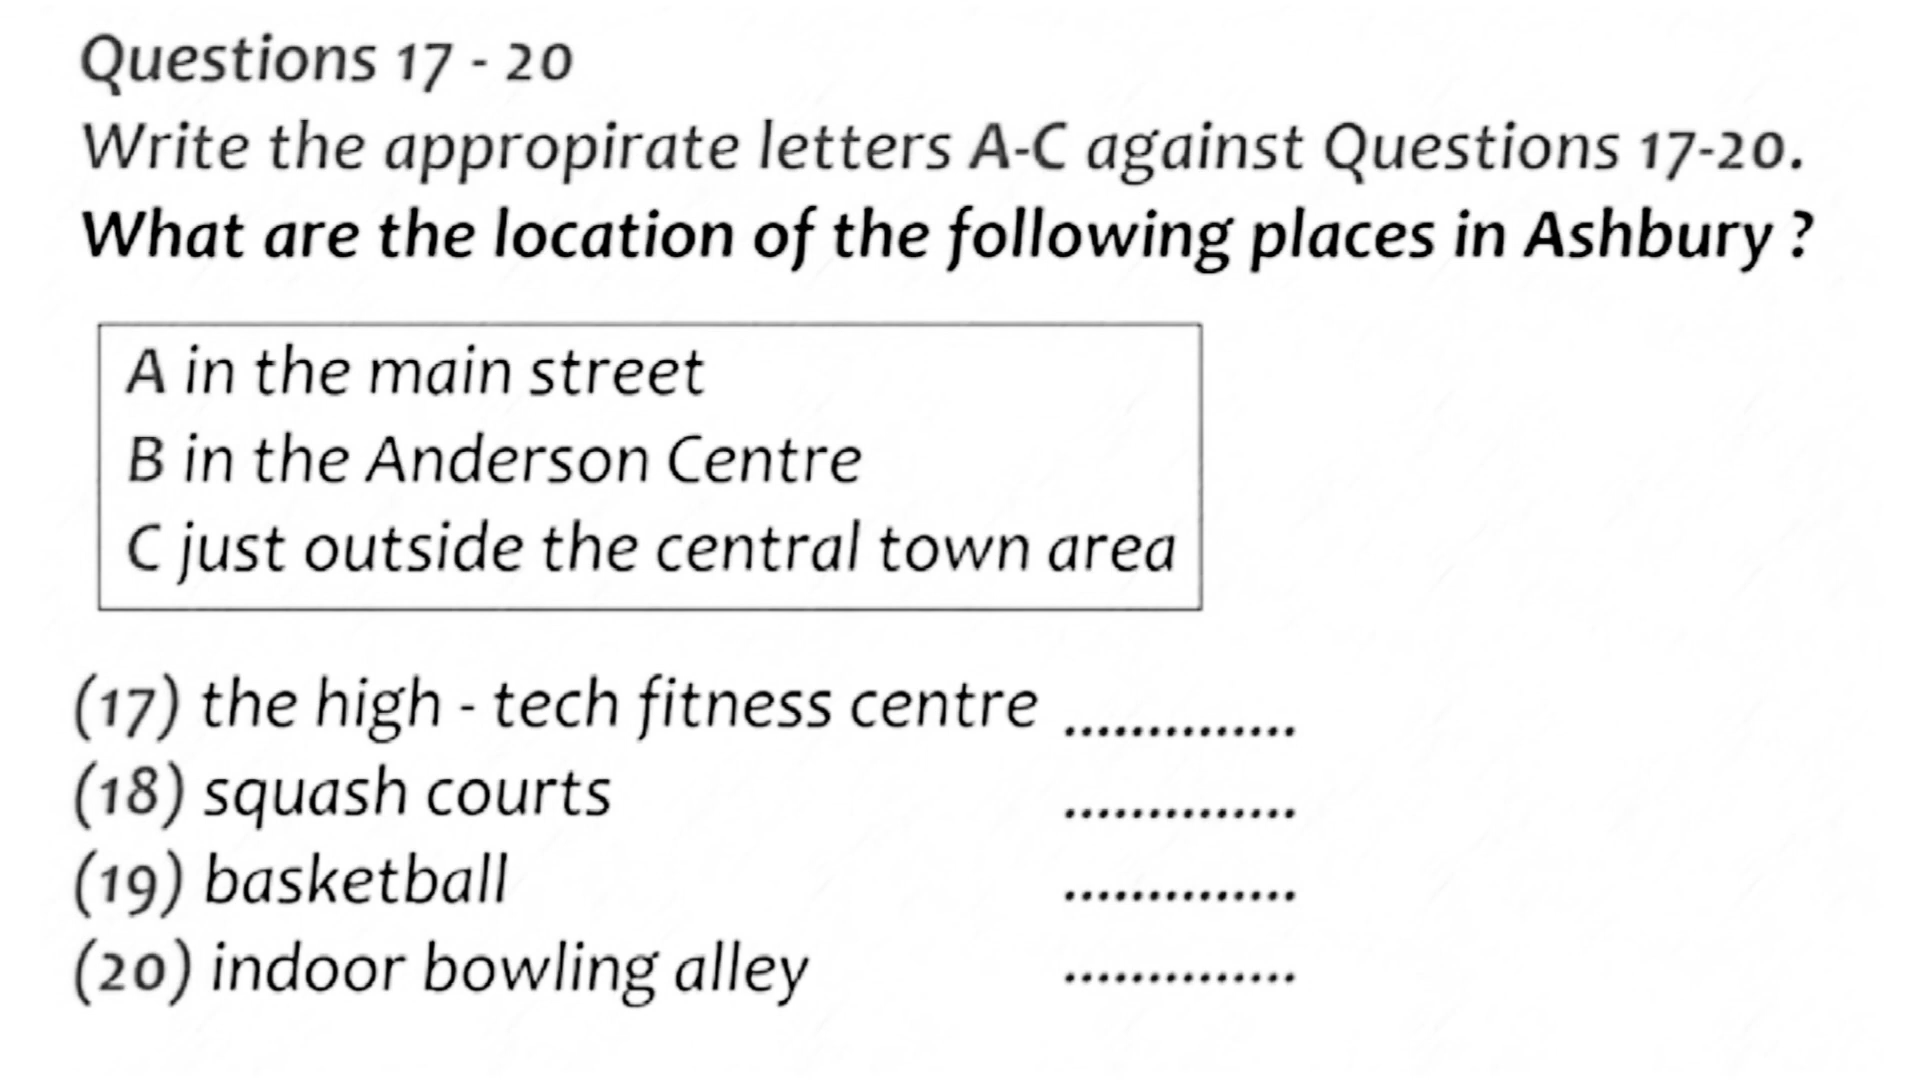 Questions 17 - 20
Write the appropirate letters A-C against Questions 17-20.
What are the location of the following places in Ashbury ?
A in the main street
B in the Anderson Centre
C just outside the central town area
(17) the high - tech fitness centre ..............
(18) squash courts ..............
(19) basketball ..............
(20) indoor bowling alley ..............